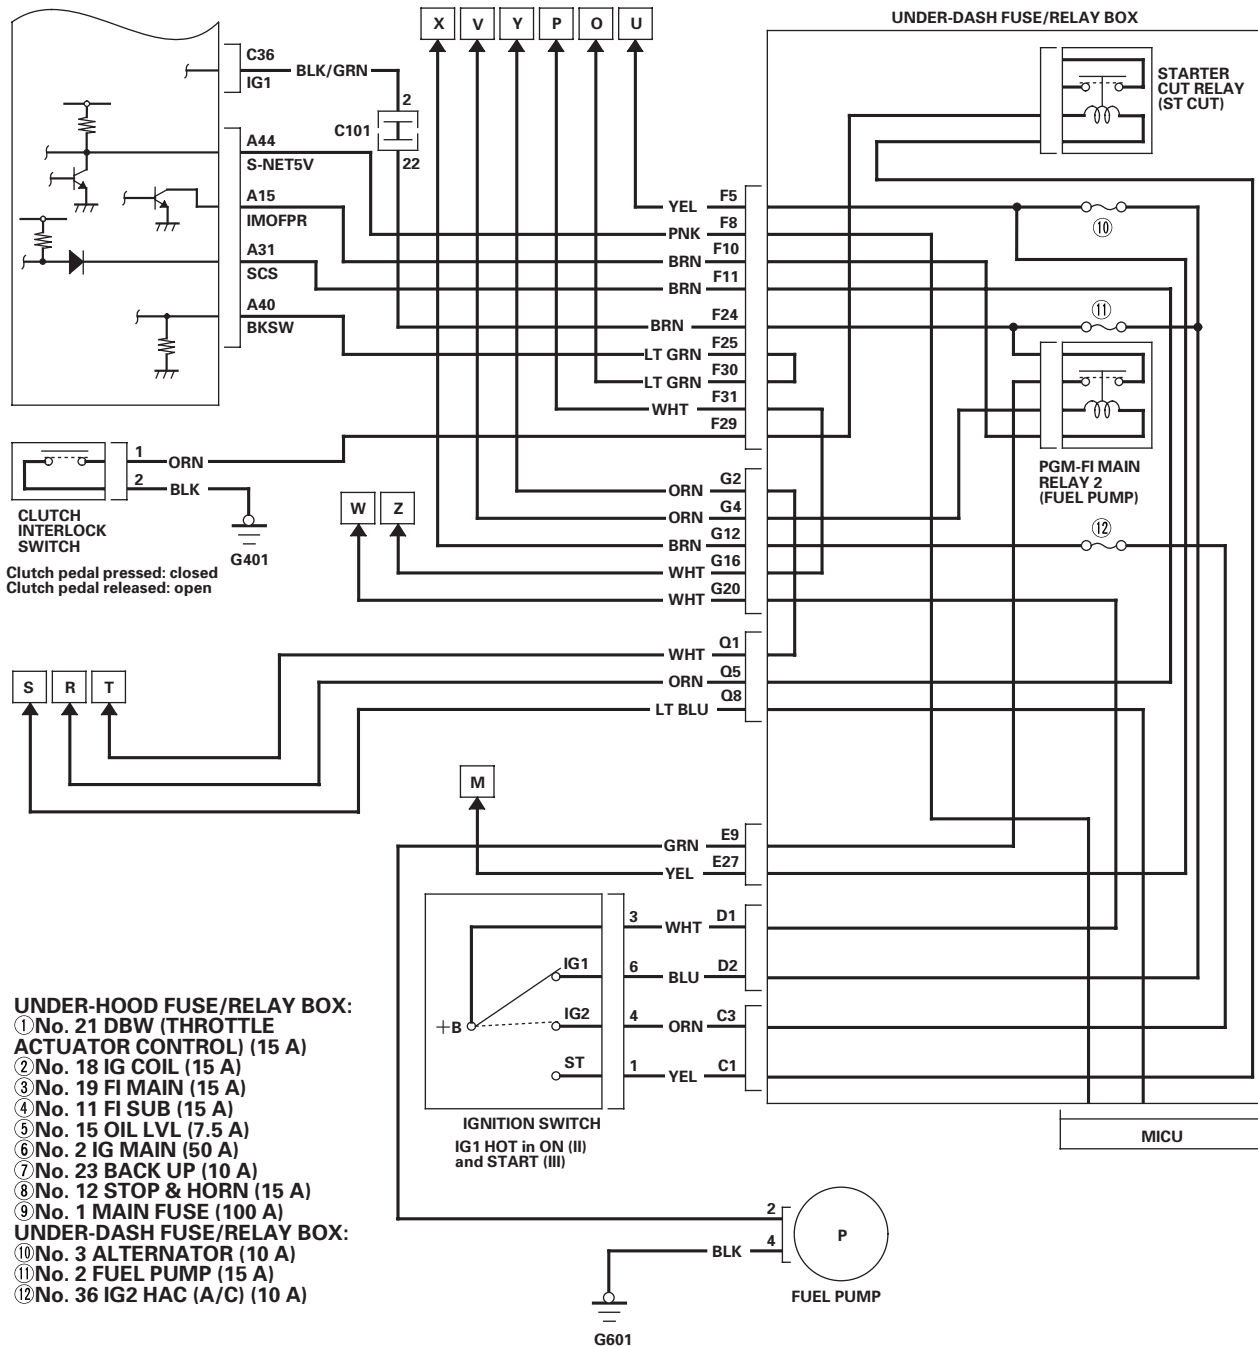 X V Y P O U
UNDER-DASH FUSE/RELAY BOX
C36
IG1
BLK/GRN
2
C101
22
STARTER
CUT RELAY
(ST CUT)
A44
S-NET5V
A15
IMOFPR
A31
SCS
A40
BKSW
YEL F5
PNK F8
BRN F10
BRN F11
BRN F24
LT GRN F25
LT GRN F30
WHT F31
F29
⑩
⑪
PGM-FI MAIN
RELAY 2
(FUEL PUMP)
1
ORN
2
BLK
CLUTCH
INTERLOCK
SWITCH
G401
Clutch pedal pressed: closed
Clutch pedal released: open
W Z
ORN G2
ORN G4
BRN G12
WHT G16
WHT G20
⑫
WHT Q1
ORN Q5
LT BLU Q8
S R T
M
GRN E9
YEL E27
3 WHT D1
IG1 6 BLU D2
+B IG2 4 ORN C3
ST 1 YEL C1
IGNITION SWITCH
IG1 HOT in ON (II)
and START (III)
MICU
UNDER-HOOD FUSE/RELAY BOX:
①No. 21 DBW (THROTTLE
ACTUATOR CONTROL) (15 A)
②No. 18 IG COIL (15 A)
③No. 19 FI MAIN (15 A)
④No. 11 FI SUB (15 A)
⑤No. 15 OIL LVL (7.5 A)
⑥No. 2 IG MAIN (50 A)
⑦No. 23 BACK UP (10 A)
⑧No. 12 STOP & HORN (15 A)
⑨No. 1 MAIN FUSE (100 A)
UNDER-DASH FUSE/RELAY BOX:
⑩No. 3 ALTERNATOR (10 A)
⑪No. 2 FUEL PUMP (15 A)
⑫No. 36 IG2 HAC (A/C) (10 A)
2
4
BLK
P
FUEL PUMP
G601